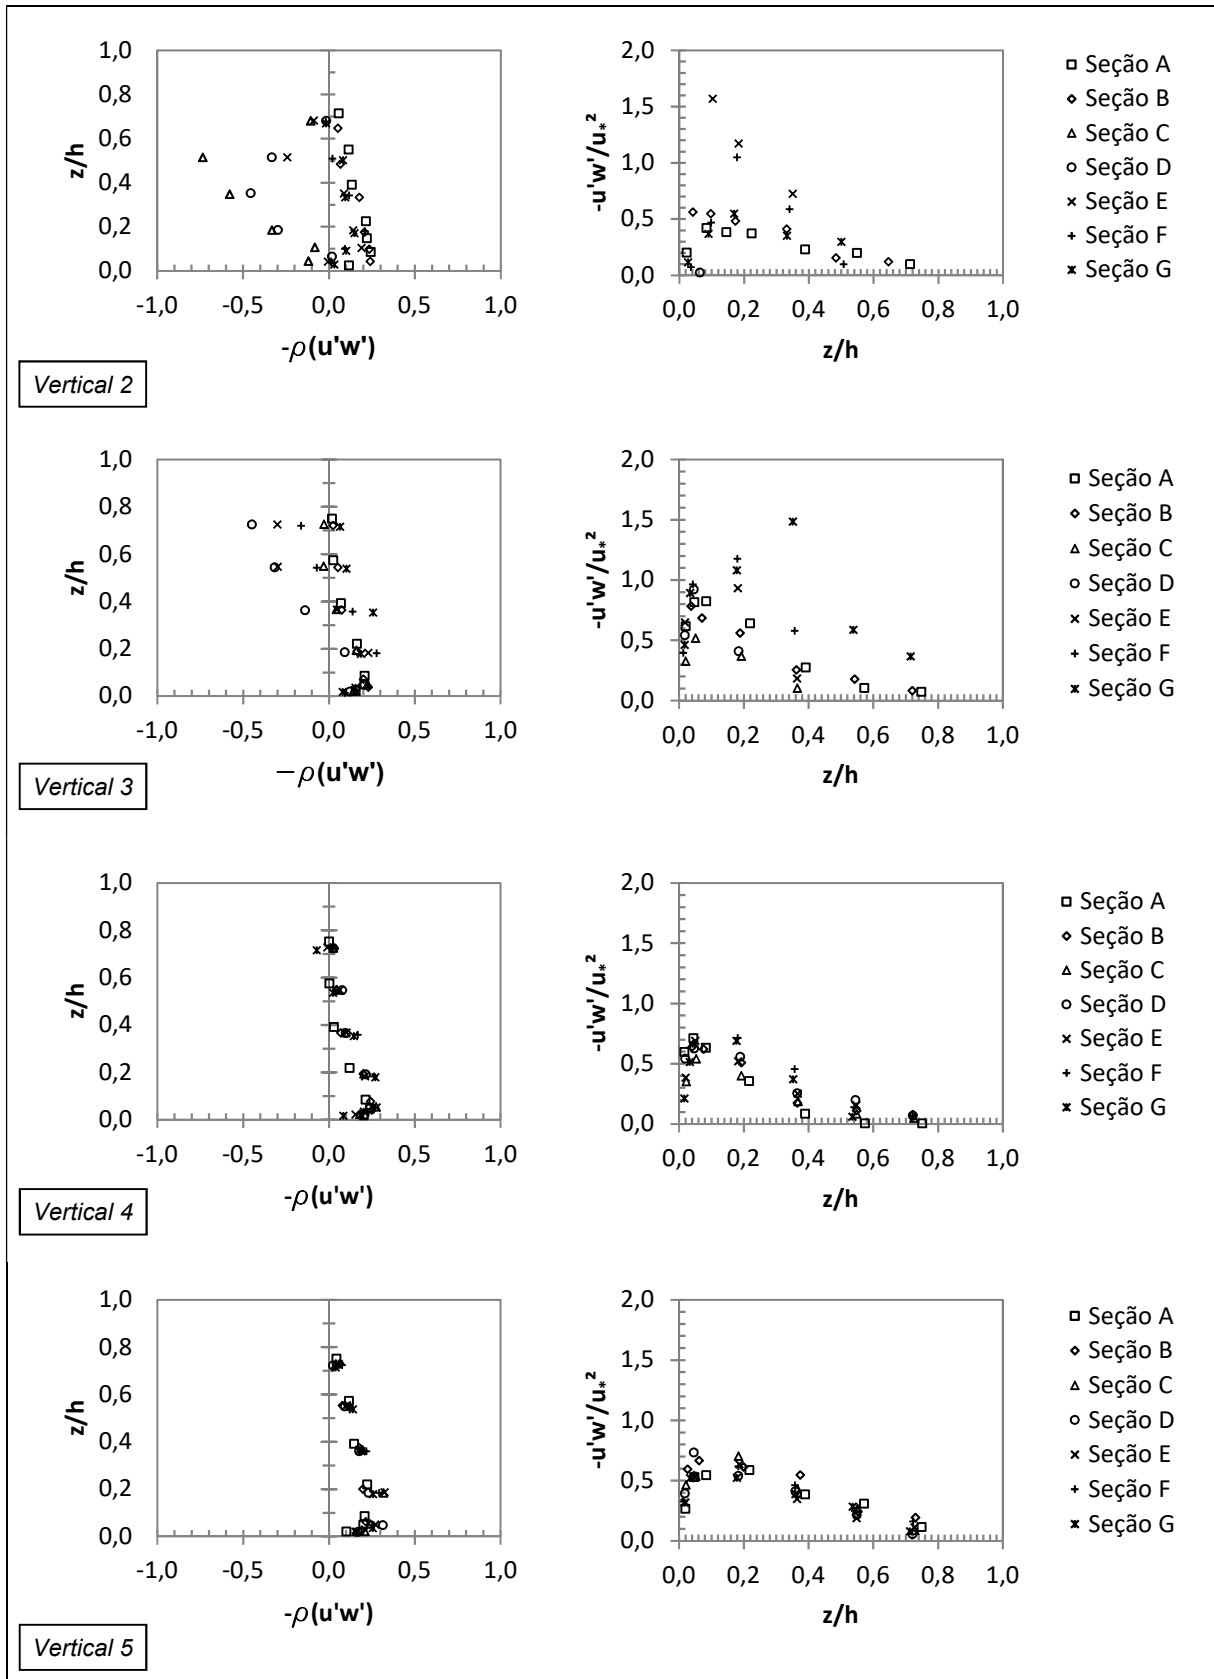 1,0
0,8
0,6
0,4
0,2
0,0
z/h
-1,0 -0,5 0,0 0,5 1,0
-ρ(u'w')
Vertical 2
2,0
1,5
1,0
0,5
0,0
-u'w'/u*²
0,0 0,2 0,4 0,6 0,8 1,0
z/h
Seção A
Seção B
Seção C
Seção D
Seção E
Seção F
Seção G
1,0
0,8
0,6
0,4
0,2
0,0
z/h
-1,0 -0,5 0,0 0,5 1,0
−ρ(u'w')
Vertical 3
2,0
1,5
1,0
0,5
0,0
-u'w'/u*²
0,0 0,2 0,4 0,6 0,8 1,0
z/h
Seção A
Seção B
Seção C
Seção D
Seção E
Seção F
Seção G
1,0
0,8
0,6
0,4
0,2
0,0
z/h
-1,0 -0,5 0,0 0,5 1,0
-ρ(u'w')
Vertical 4
2,0
1,5
1,0
0,5
0,0
-u'w'/u*²
0,0 0,2 0,4 0,6 0,8 1,0
z/h
Seção A
Seção B
Seção C
Seção D
Seção E
Seção F
Seção G
1,0
0,8
0,6
0,4
0,2
0,0
z/h
-1,0 -0,5 0,0 0,5 1,0
-ρ(u'w')
Vertical 5
2,0
1,5
1,0
0,5
0,0
-u'w'/u*²
0,0 0,2 0,4 0,6 0,8 1,0
z/h
Seção A
Seção B
Seção C
Seção D
Seção E
Seção F
Seção G